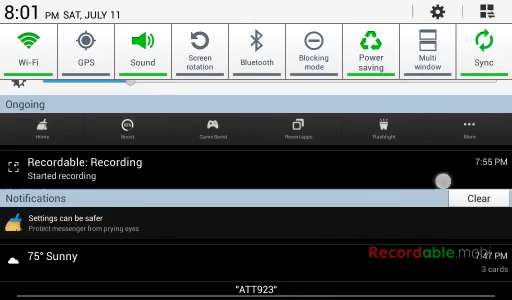 8:01 PM SAT, JULY 11
Wi-Fi
GPS
Sound
Screen rotation
Bluetooth
Blocking mode
Power saving
Multi window
Sync
Ongoing
Home
Boost
Game Boost
Recent apps
Flashlight
More
Recordable: Recording 7:55 PM
Started recording
Notifications Clear
Settings can be safer
Protect messenger from prying eyes
75° Sunny 7:47 PM
Recordable.mobi
3 cards
"ATT923"